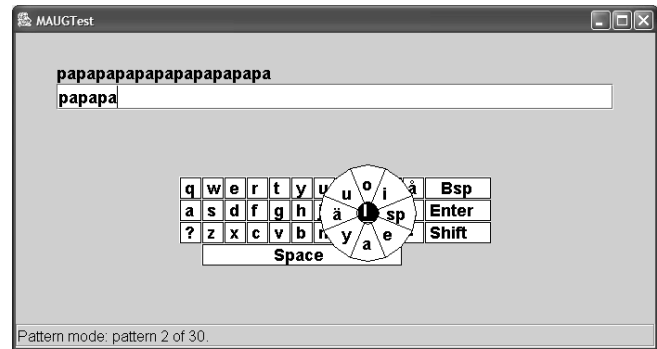 MAUGTest
papapapapapapapapapapa
papapa
q w e r t y u u o i å Bsp
a s d f g h ä l sp Enter
? z x c v b n y a e Shift
Space
Pattern mode: pattern 2 of 30.